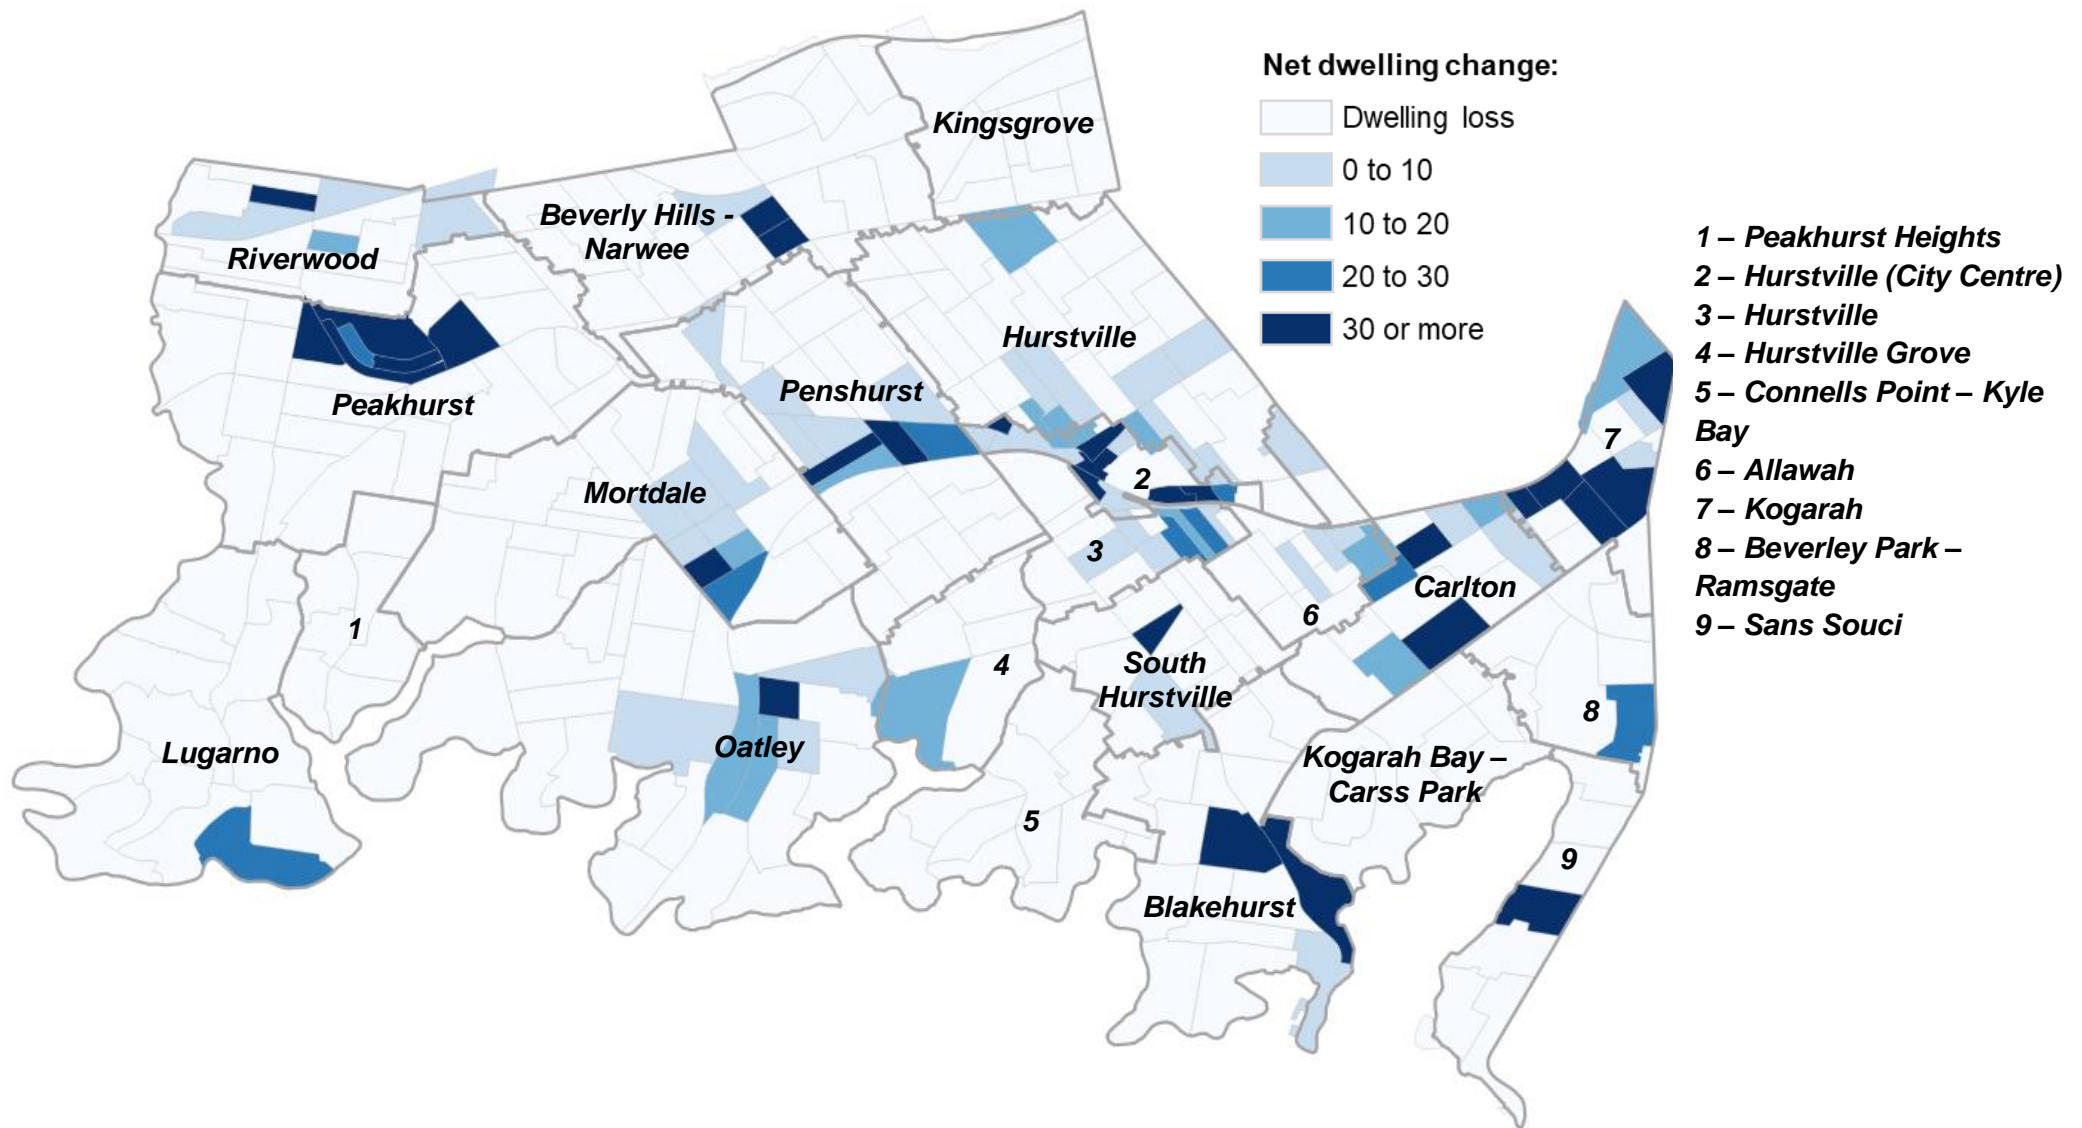 Net dwelling change:
Dwelling loss
0 to 10
10 to 20
20 to 30
30 or more
1 – Peakhurst Heights
2 – Hurstville (City Centre)
3 – Hurstville
4 – Hurstville Grove
5 – Connells Point – Kyle
Bay
6 – Allawah
7 – Kogarah
8 – Beverley Park –
Ramsgate
9 – Sans Souci
Kingsgrove
Beverly Hills -
Narwee
Riverwood
Hurstville
Peakhurst
Penshurst
7
2
Mortdale
3
Carlton
6
1
4
South
Hurstville
8
Oatley
Lugarno
Kogarah Bay –
Carss Park
5
9
Blakehurst